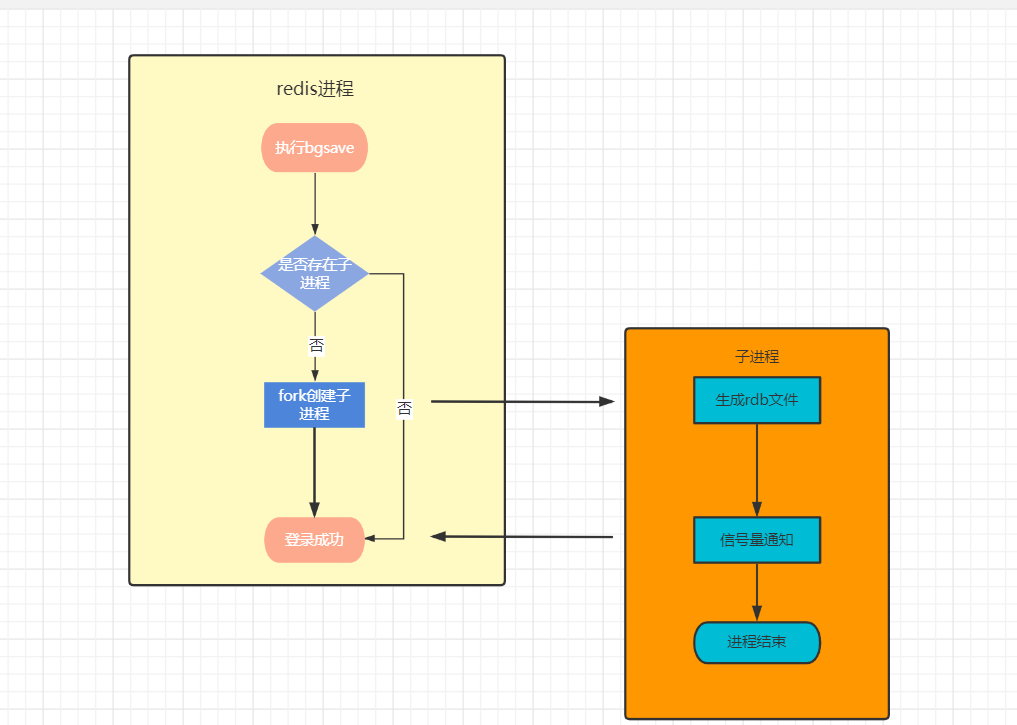 redis进程
执行bgsave
是否存在子
进程
否
fork创建子
进程
否
登录成功
子进程
生成rdb文件
信号量通知
进程结束